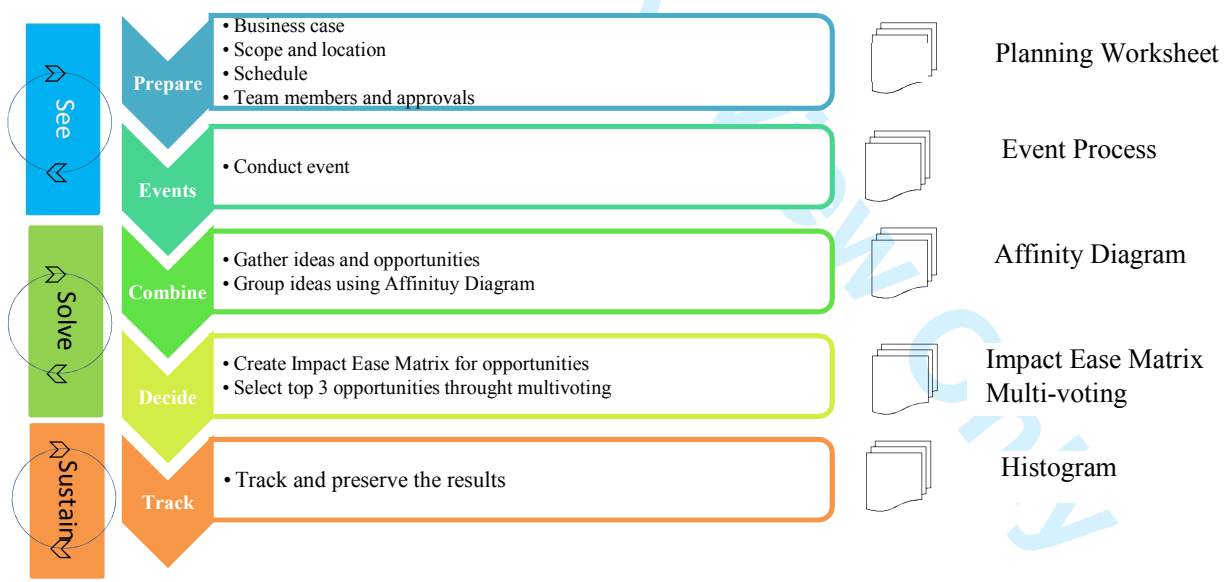 See
Prepare
• Business case
• Scope and location
• Schedule
• Team members and approvals
Planning Worksheet
Events
• Conduct event
Event Process
Solve
Combine
• Gather ideas and opportunities
• Group ideas using Affinituy Diagram
Affinity Diagram
Decide
• Create Impact Ease Matrix for opportunities
• Select top 3 opportunities throught multivoting
Impact Ease Matrix
Multi-voting
Sustain
Track
• Track and preserve the results
Histogram